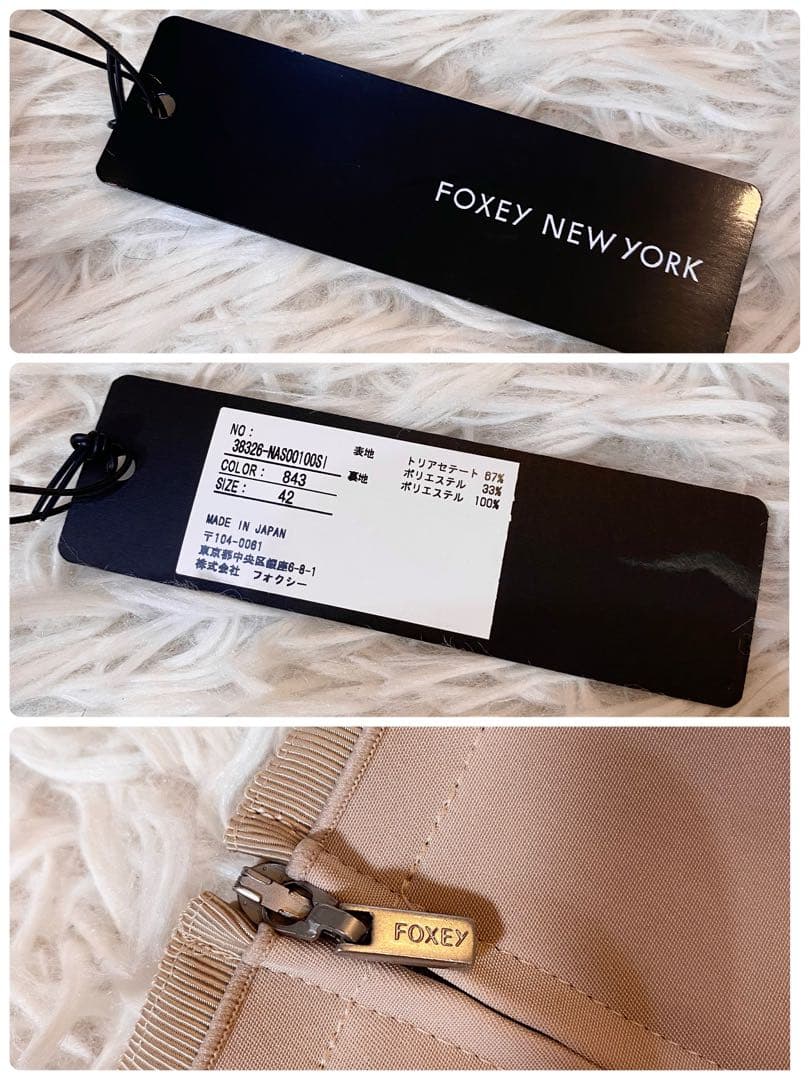 FOXEY NEW YORK
NO:
38326-NAS00100SI
COLOR: 843
SIZE: 42
表地 トリアセテート 67%
ポリエステル 33%
裏地 ポリエステル 100%
MADE IN JAPAN
〒104-0061
東京都中央区銀座6-8-1
株式会社 フオクシー
FOXEY